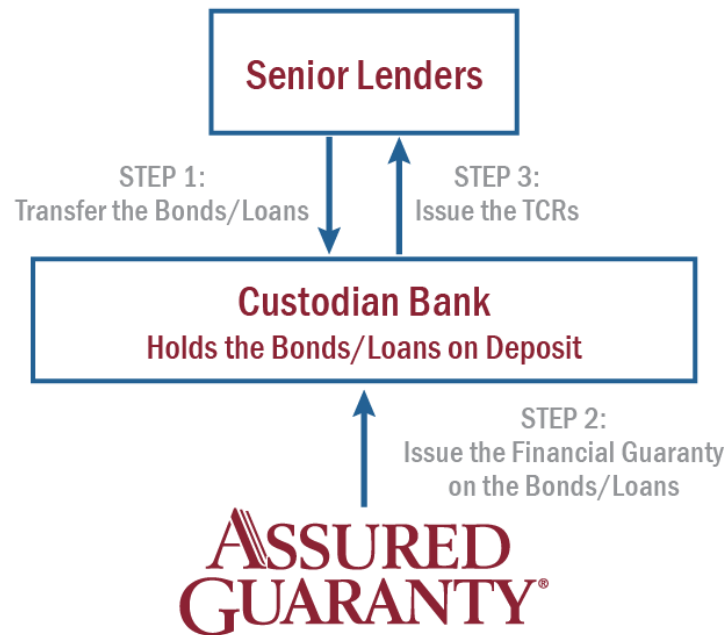 Senior Lenders
STEP 1:
Transfer the Bonds/Loans
STEP 3:
Issue the TCRs
Custodian Bank
Holds the Bonds/Loans on Deposit
STEP 2:
Issue the Financial Guaranty
on the Bonds/Loans
ASSURED
GUARANTY®